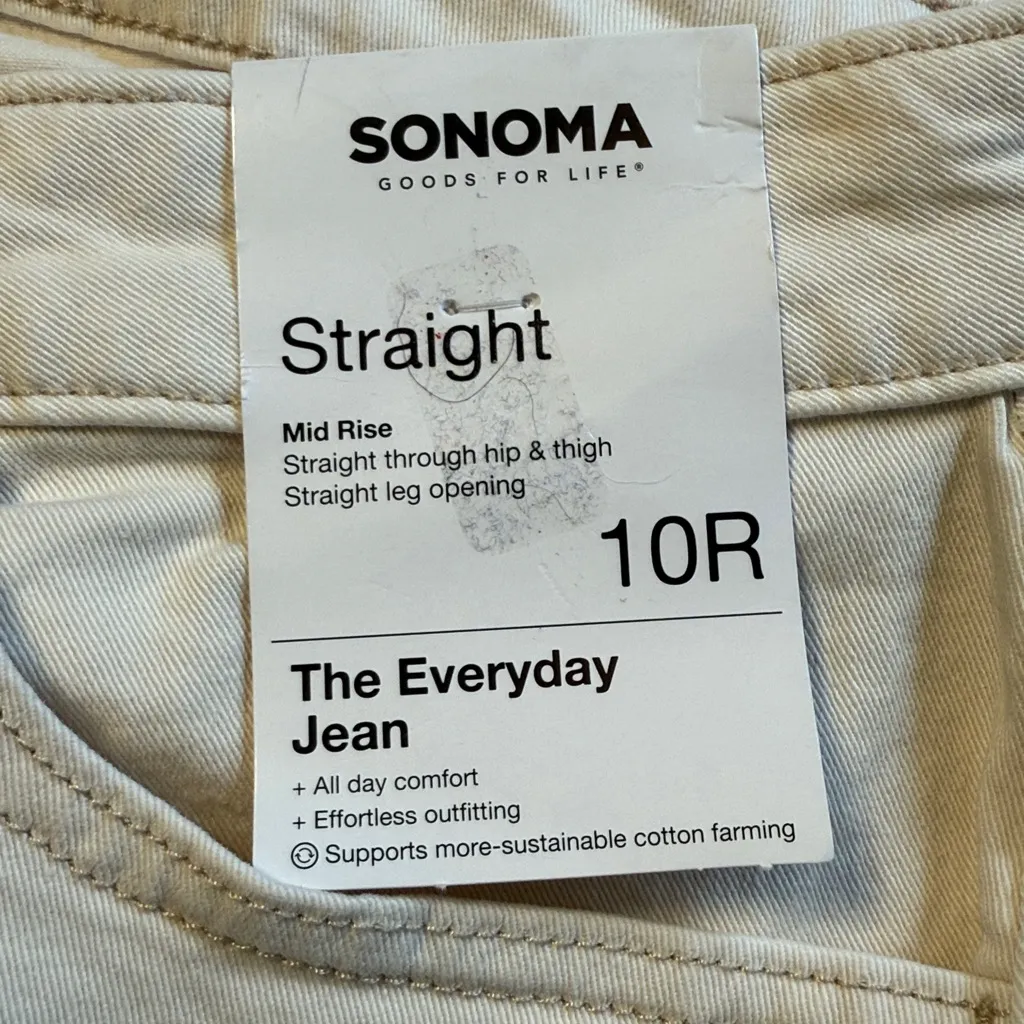 SONOMA
GOODS FOR LIFE®
Straight
Mid Rise
Straight through hip & thigh
Straight leg opening
10R
The Everyday
Jean
+ All day comfort
+ Effortless outfitting
Supports more-sustainable cotton farming